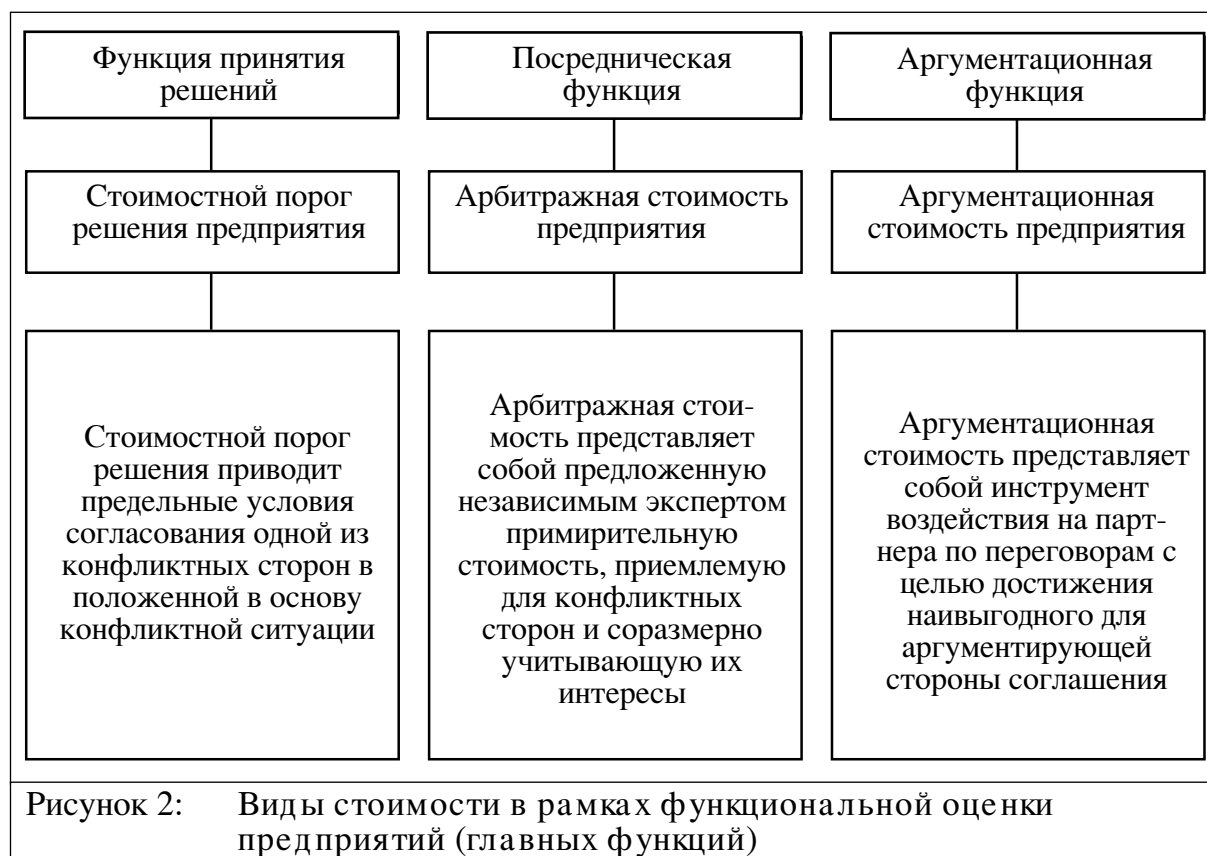 Функция принятия
решений
Посредническая
функция
Аргументационная
функция
Стоимостной порог
решения предприятия
Арбитражная стоимость
предприятия
Аргументационная
стоимость предприятия
Стоимостной порог
решения приводит
предельные условия
согласования одной из
конфликтных сторон в
положенной в основу
конфликтной ситуации
Арбитражная стои-
мость представляет
собой предложенную
независимым экспертом
примирительную
стоимость, приемлемую
для конфликтных
сторон и соразмерно
учитывающую их
интересы
Аргументационная
стоимость представляет
собой инструмент
воздействия на парт-
нера по переговорам с
целью достижения
наивыгодного для
аргументирующей
стороны соглашения
Рисунок 2: Виды стоимости в рамках функциональной оценки
предприятий (главных функций)